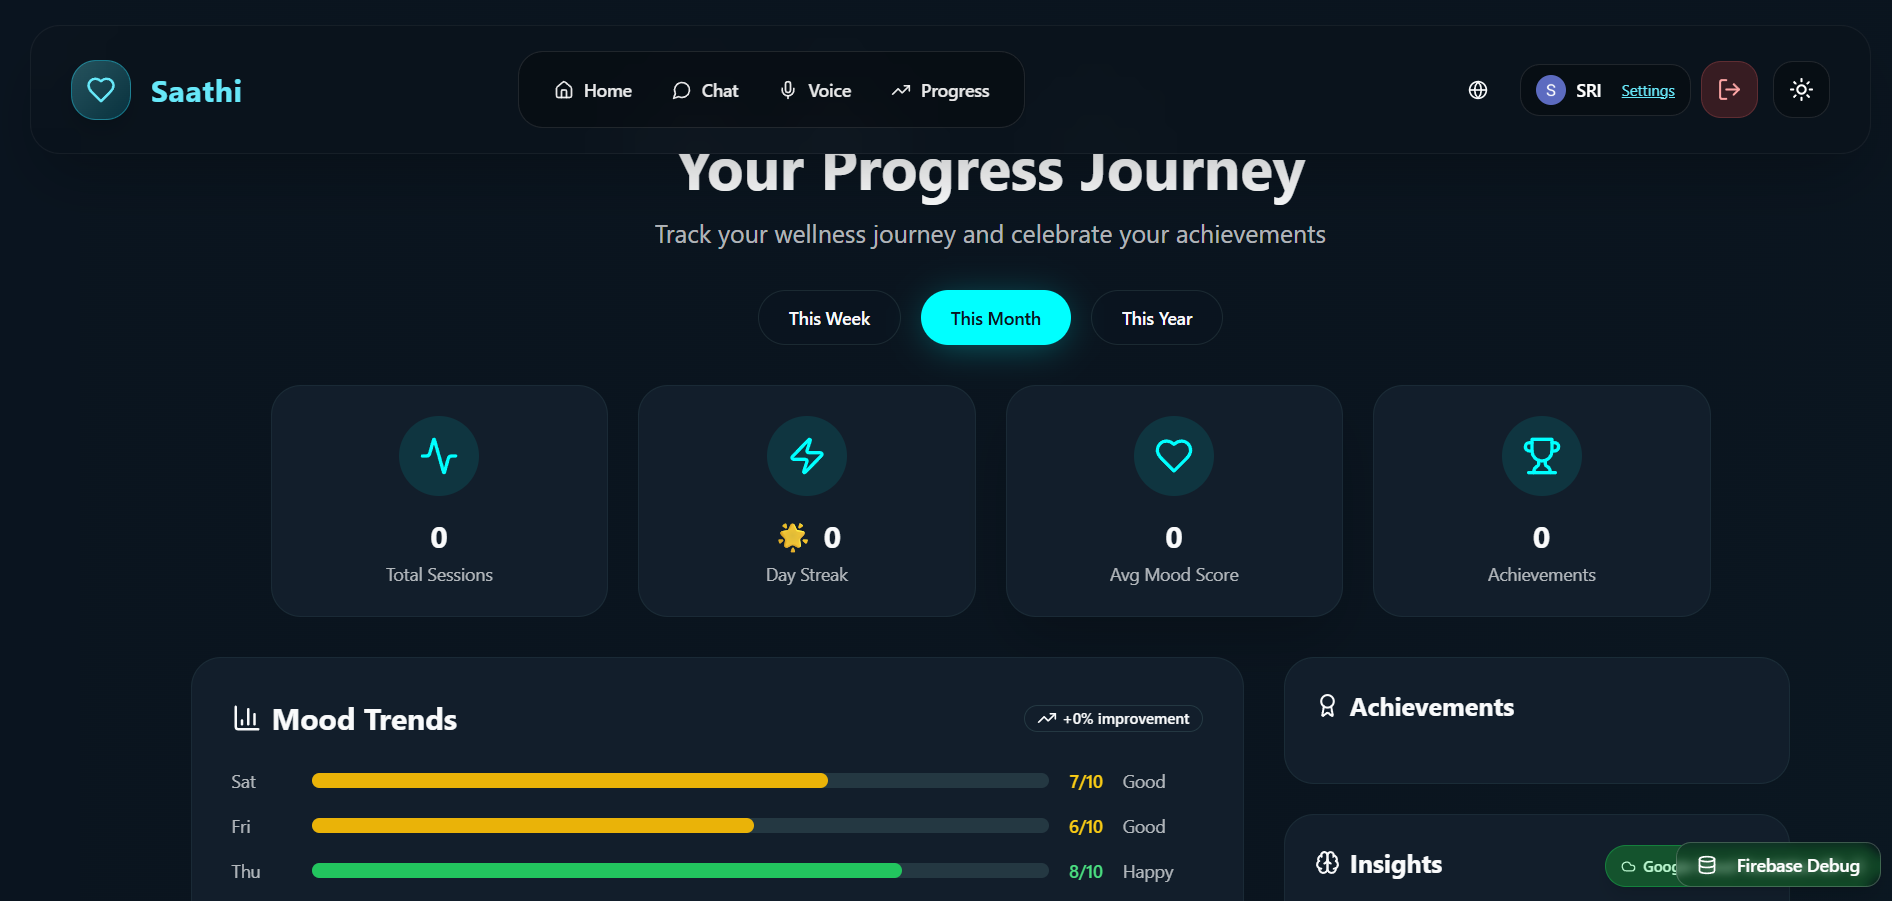 Saathi
Home Chat Voice Progress
S SRI Settings
Your Progress Journey
Track your wellness journey and celebrate your achievements
This Week This Month This Year
0
Total Sessions
0
Day Streak
0
Avg Mood Score
0
Achievements
Mood Trends
+0% improvement
Sat 7/10 Good
Fri 6/10 Good
Thu 8/10 Happy
Achievements
Insights
Firebase Debug